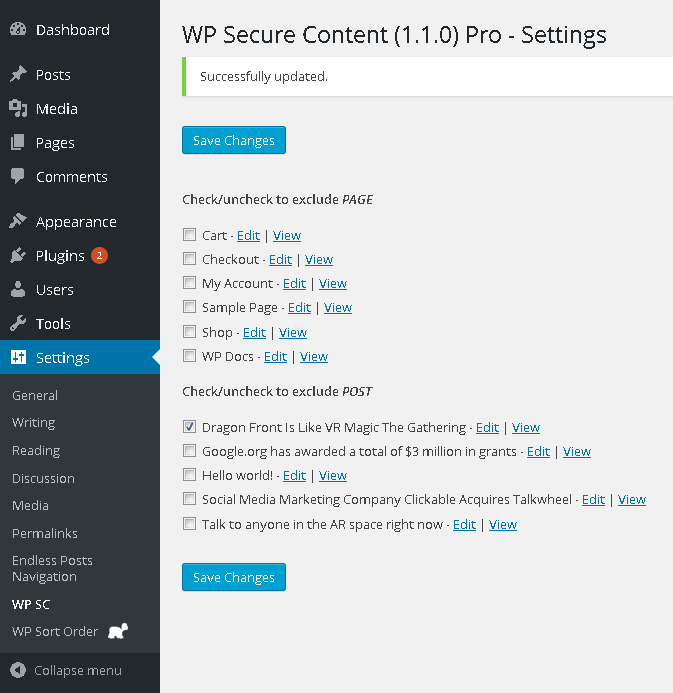 Dashboard
Posts
Media
Pages
Comments
Appearance
Plugins 2
Users
Tools
Settings
General
Writing
Reading
Discussion
Media
Permalinks
Endless Posts
Navigation
WP SC
WP Sort Order
Collapse menu
WP Secure Content (1.1.0) Pro - Settings
Successfully updated.
Save Changes
Check/uncheck to exclude PAGE
Cart - Edit | View
Checkout - Edit | View
My Account - Edit | View
Sample Page - Edit | View
Shop - Edit | View
WP Docs - Edit | View
Check/uncheck to exclude POST
Dragon Front Is Like VR Magic The Gathering - Edit | View
Google.org has awarded a total of $3 million in grants - Edit | View
Hello world! - Edit | View
Social Media Marketing Company Clickable Acquires Talkwheel - Edit | View
Talk to anyone in the AR space right now - Edit | View
Save Changes